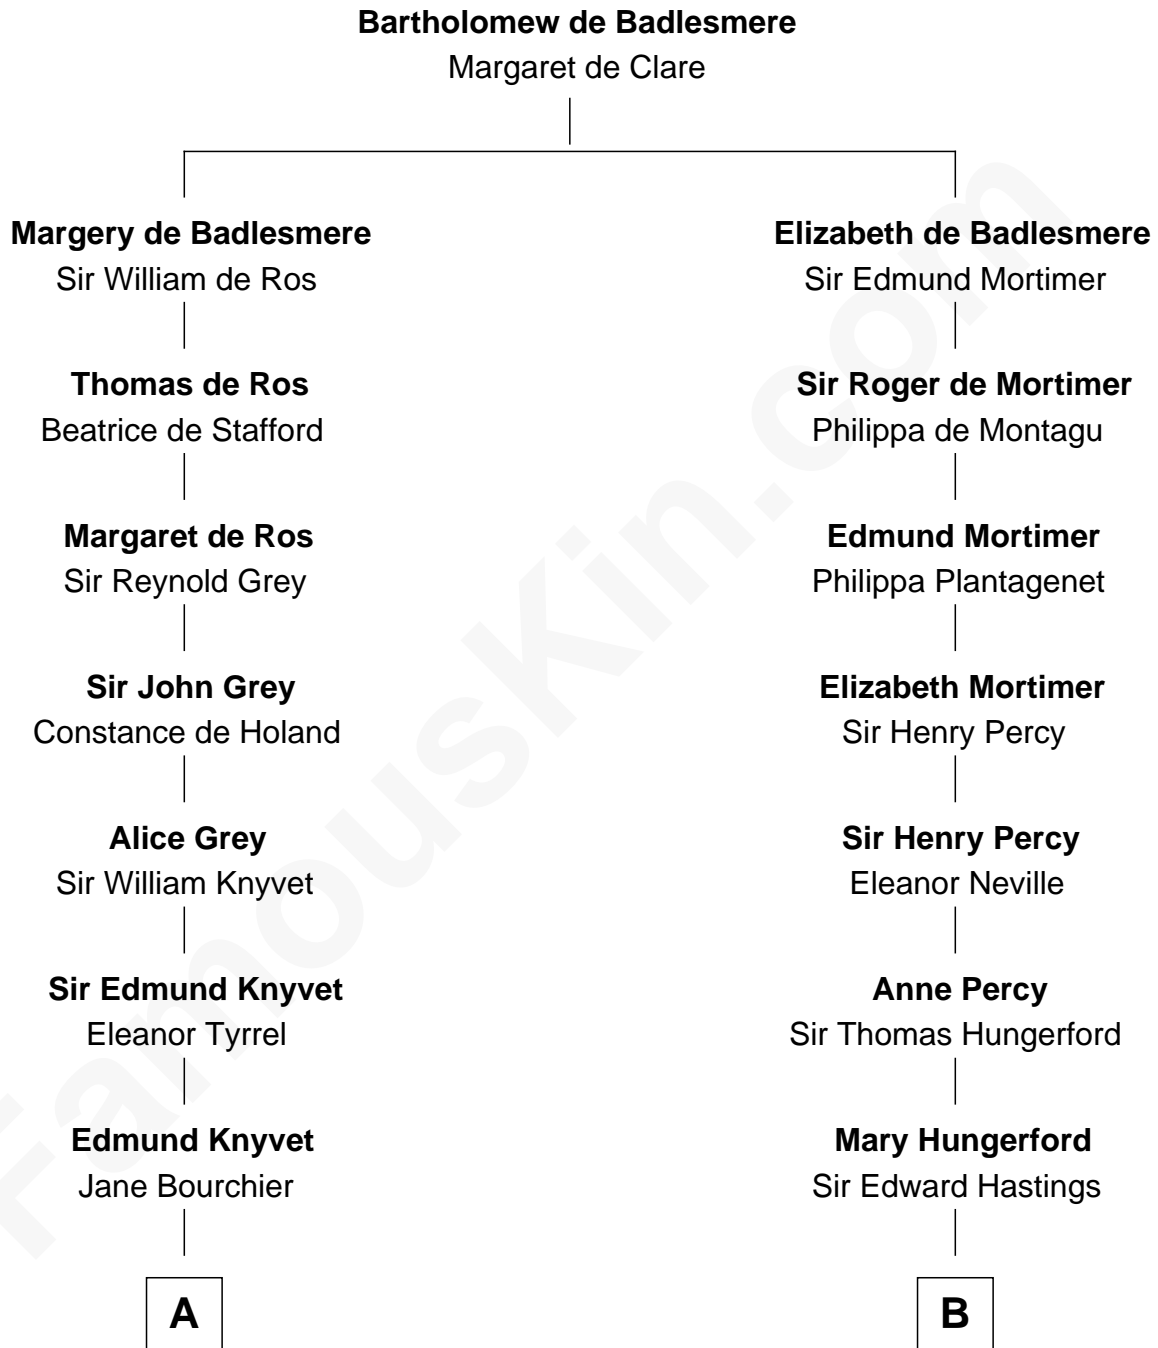 Bartholomew de Badlesmere
Margaret de Clare
Margery de Badlesmere
Sir William de Ros
Elizabeth de Badlesmere
Sir Edmund Mortimer
Thomas de Ros
Beatrice de Stafford
Sir Roger de Mortimer
Philippa de Montagu
Margaret de Ros
Sir Reynold Grey
Edmund Mortimer
Philippa Plantagenet
Sir John Grey
Constance de Holand
Elizabeth Mortimer
Sir Henry Percy
Alice Grey
Sir William Knyvet
Sir Henry Percy
Eleanor Neville
Sir Edmund Knyvet
Eleanor Tyrrel
Anne Percy
Sir Thomas Hungerford
Edmund Knyvet
Jane Bourchier
Mary Hungerford
Sir Edward Hastings
A
B
FamousKin.com